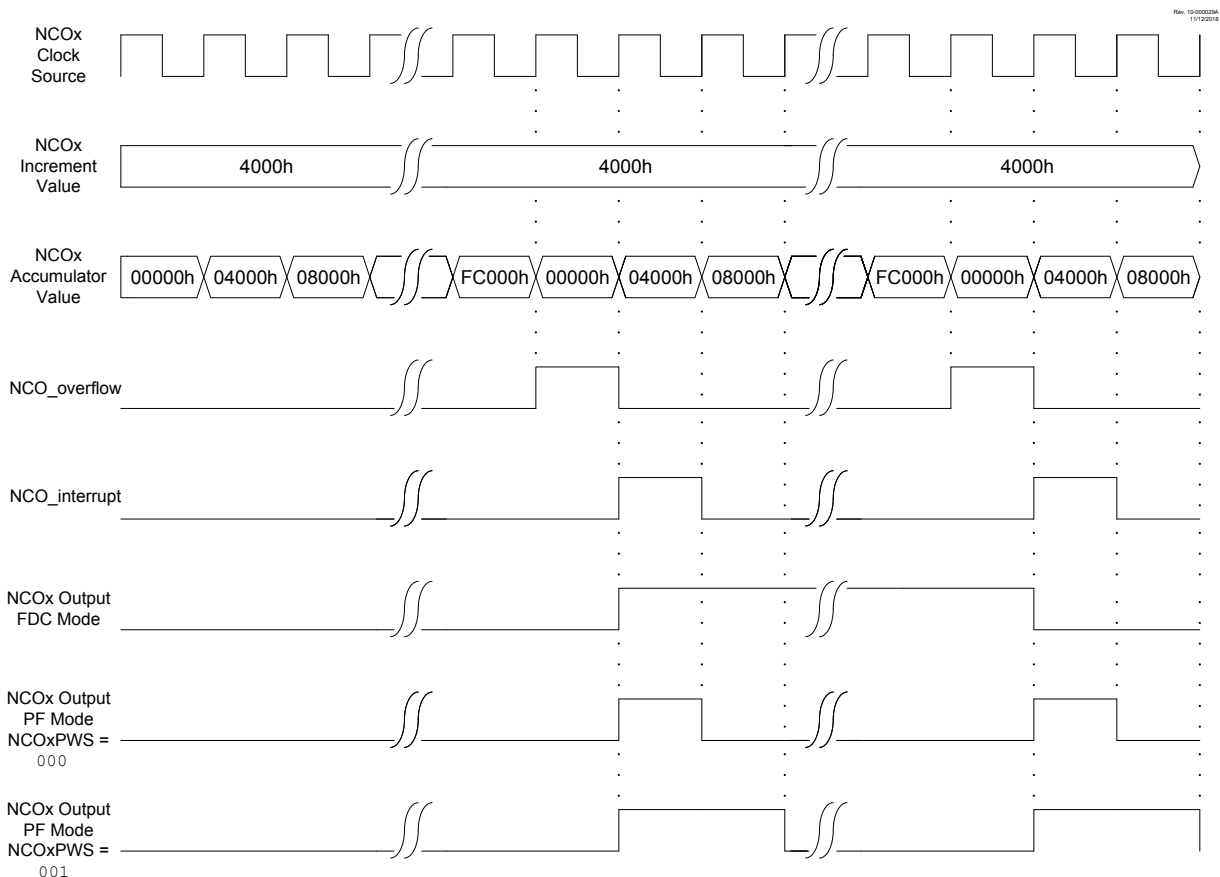 Rev. 10-000029A
11/12/2018
NCOx
Clock
Source
NCOx
Increment
Value
4000h
4000h
4000h
NCOx
Accumulator
Value
00000h 04000h 08000h FC000h 00000h 04000h 08000h FC000h 00000h 04000h 08000h
NCO_overflow
NCO_interrupt
NCOx Output
FDC Mode
NCOx Output
PF Mode
NCOxPWS =
000
NCOx Output
PF Mode
NCOxPWS =
001